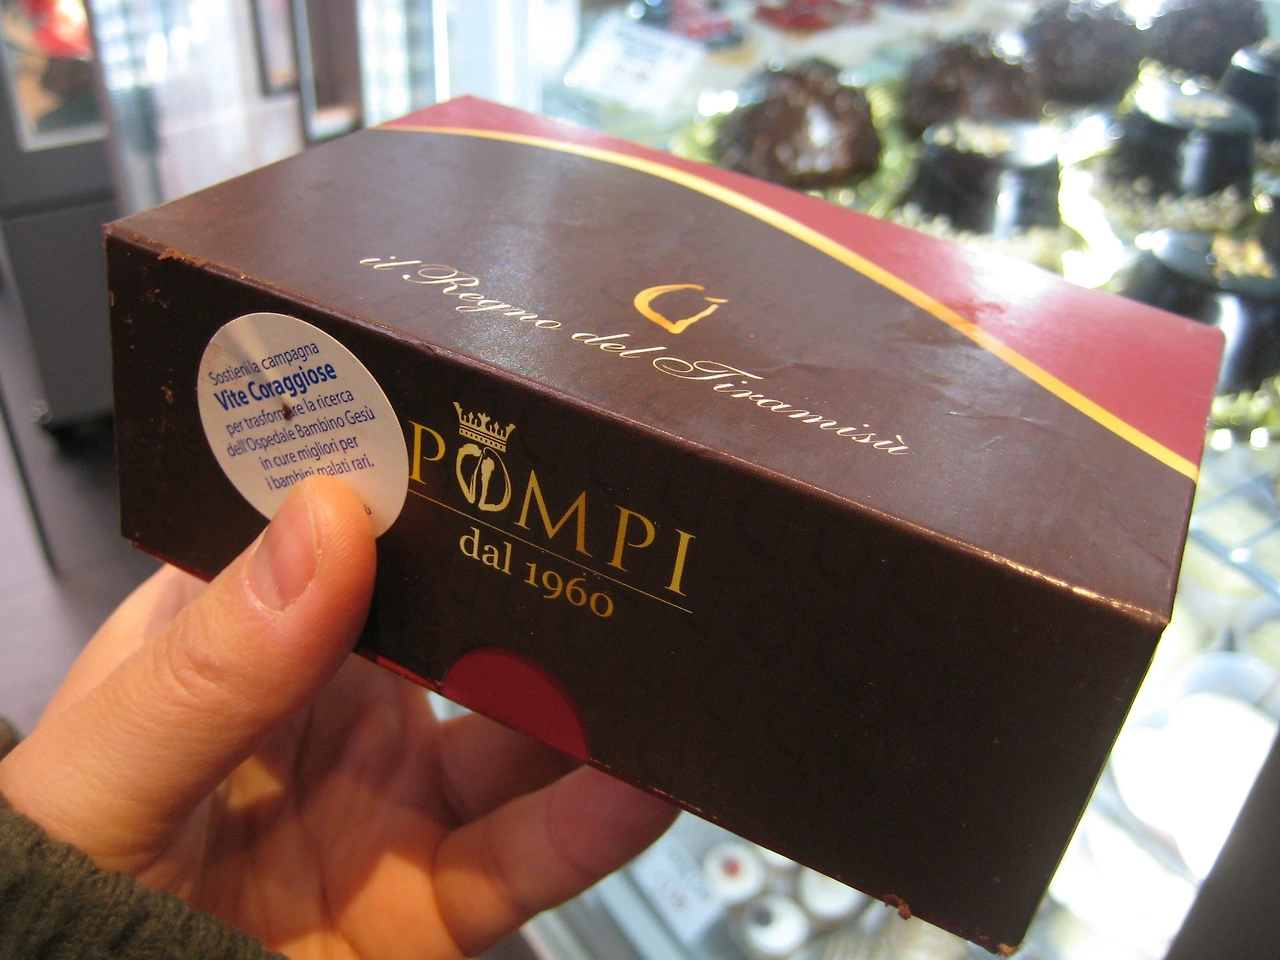 il Regno del Tiramisù
Sostieni la campagna
Vite Coraggiose
per trasformare la ricerca
dell'Ospedale Bambino Gesù
in cure migliori per
i bambini malati rari.
POMPI
dal 1960